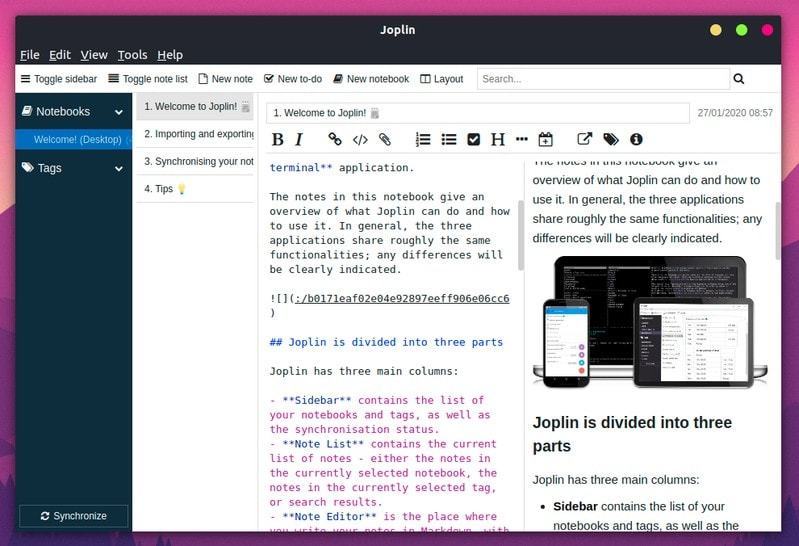 Joplin
File Edit View Tools Help
Toggle sidebar Toggle note list New note New to-do New notebook Layout Search...
Notebooks
Welcome! (Desktop)
Tags
Synchronize
1. Welcome to Joplin! 🗒️
2. Importing and exporting
3. Synchronising your not
4. Tips 💡
1. Welcome to Joplin! 🗒️
27/01/2020 08:57
B I H
terminal** application.
The notes in this notebook give an
overview of what Joplin can do and how
to use it. In general, the three
applications share roughly the same
functionalities; any differences will
be clearly indicated.
![](:/b0171eaf02e04e92897eeff906e06cc6
)
## Joplin is divided into three parts
Joplin has three main columns:
- **Sidebar** contains the list of
your notebooks and tags, as well as
the synchronisation status.
- **Note List** contains the current
list of notes - either the notes in
the currently selected notebook, the
notes in the currently selected tag,
or search results.
- **Note Editor** is the place where
you write your notes in Markdown, with
The notes in this notebook give an
overview of what Joplin can do and how to
use it. In general, the three applications
share roughly the same functionalities; any
differences will be clearly indicated.
Joplin is divided into three
parts
Joplin has three main columns:
• Sidebar contains the list of your
notebooks and tags, as well as the